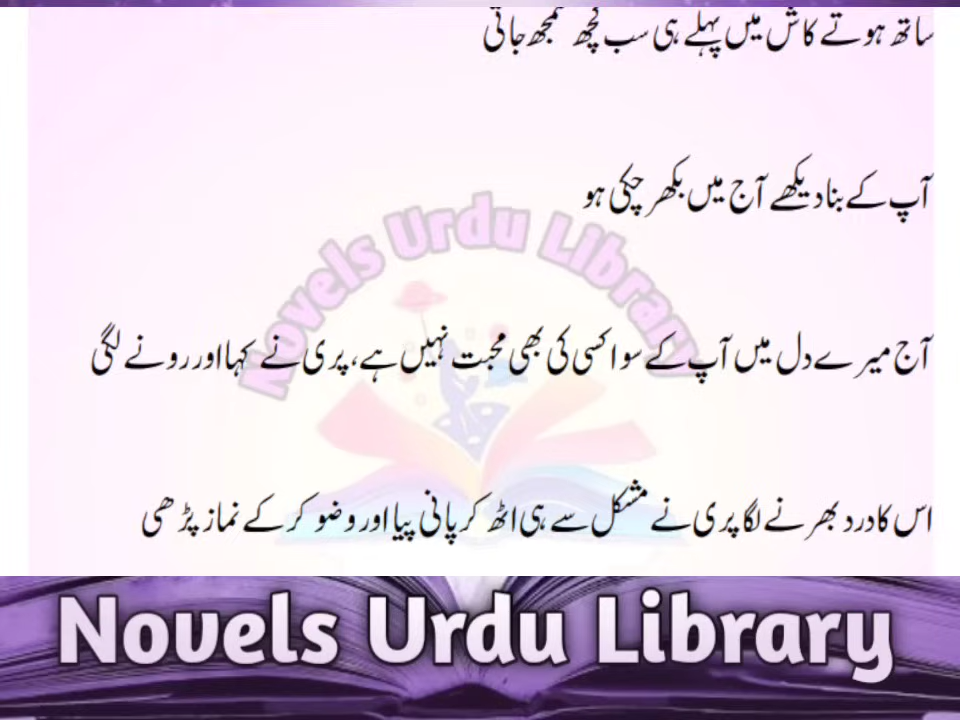 ساتھ ہوتے کاش میں پہلے ہی سب کچھ سمجھ جاتی
آپ کے بنا دیکھے آج میں بکھر چکی ہو
آج میرے دل میں آپ کے سوا کسی کی بھی محبت نہیں ہے، پری نے کہا اور رونے لگی
اس کا درد بھرنے لگا پری نے مشکل سے ہی اٹھ کر پانی پیا اور وضو کر کے نماز پڑھی
Novels Urdu Library
Novels Urdu Library